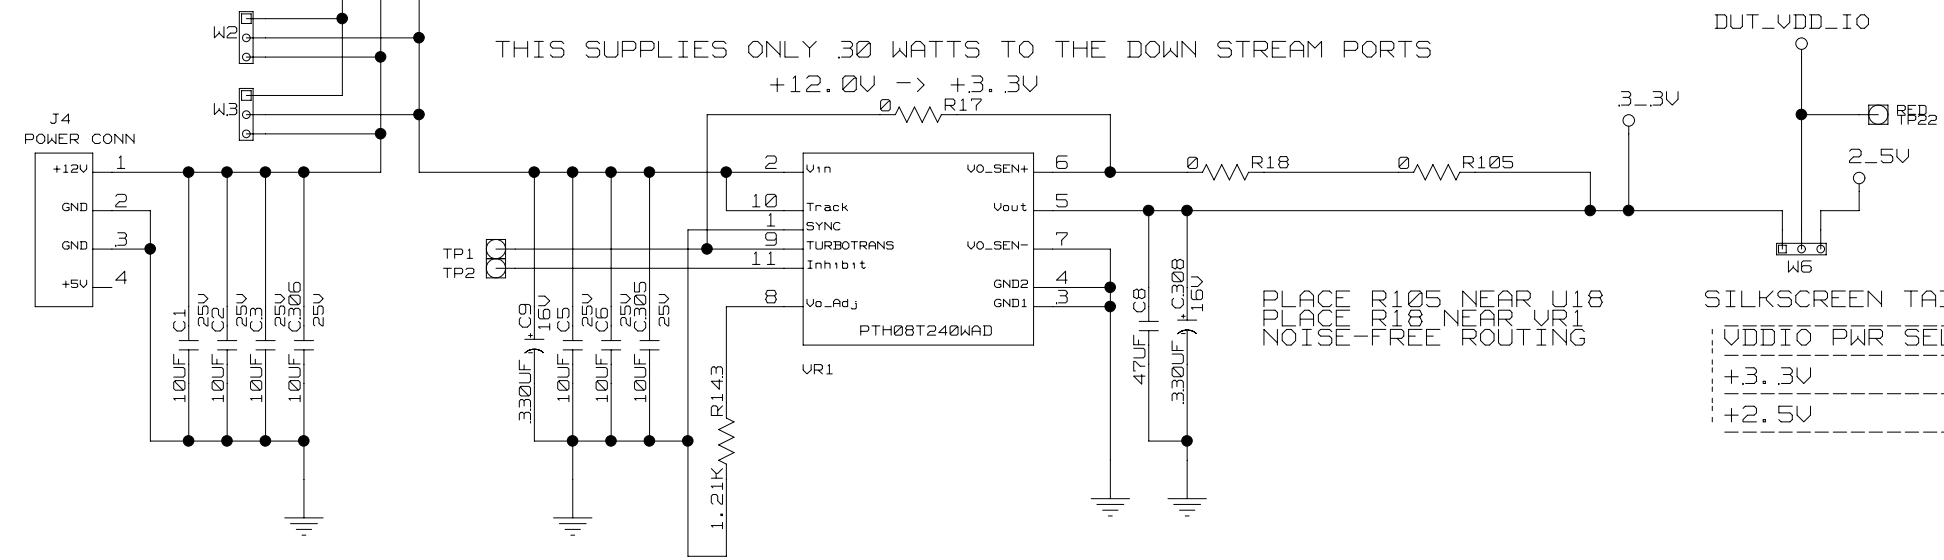 DUT_VDD_IO
W2
THIS SUPPLIES ONLY 30 WATTS TO THE DOWN STREAM PORTS
+12.0V -> +3.3V
W3
0 R17
3_3V
RED
TP22
J4
POWER CONN
2_5V
+12V 1
GND 2
GND 3
+5V 4
2 Vin
10 Track
1 SYNC
9 TURBOTRANS
11 Inhibit
8 Vo_Adj
VO_SEN+ 6
Vout 5
VO_SEN- 7
GND2 4
GND1 3
PTH08T240WAD
VR1
0 R18
0 R105
TP1
TP2
W6
10UF C1 25V
10UF C2 25V
10UF C3 25V
10UF C306 25V
330UF + C9 16V
10UF C5 25V
10UF C6 25V
10UF C305 25V
1.21K R143
47UF C8
330UF + C308 16V
PLACE R105 NEAR U18
PLACE R18 NEAR VR1
NOISE-FREE ROUTING
SILKSCREEN
VDDIO PWR
+3.3V
+2.5V